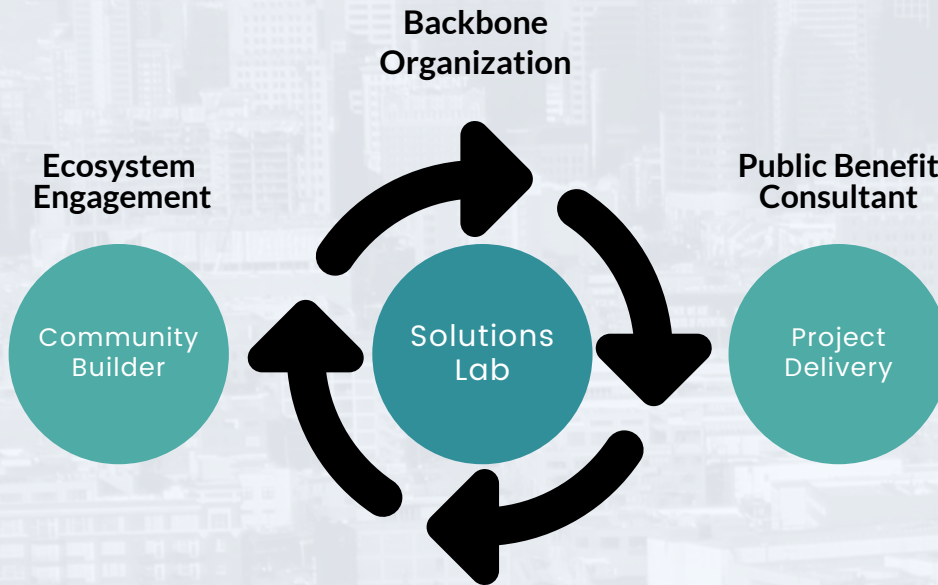 Backbone
Organization
Ecosystem
Engagement
Public Benefit
Consultant
Community
Builder
Solutions
Lab
Project
Delivery